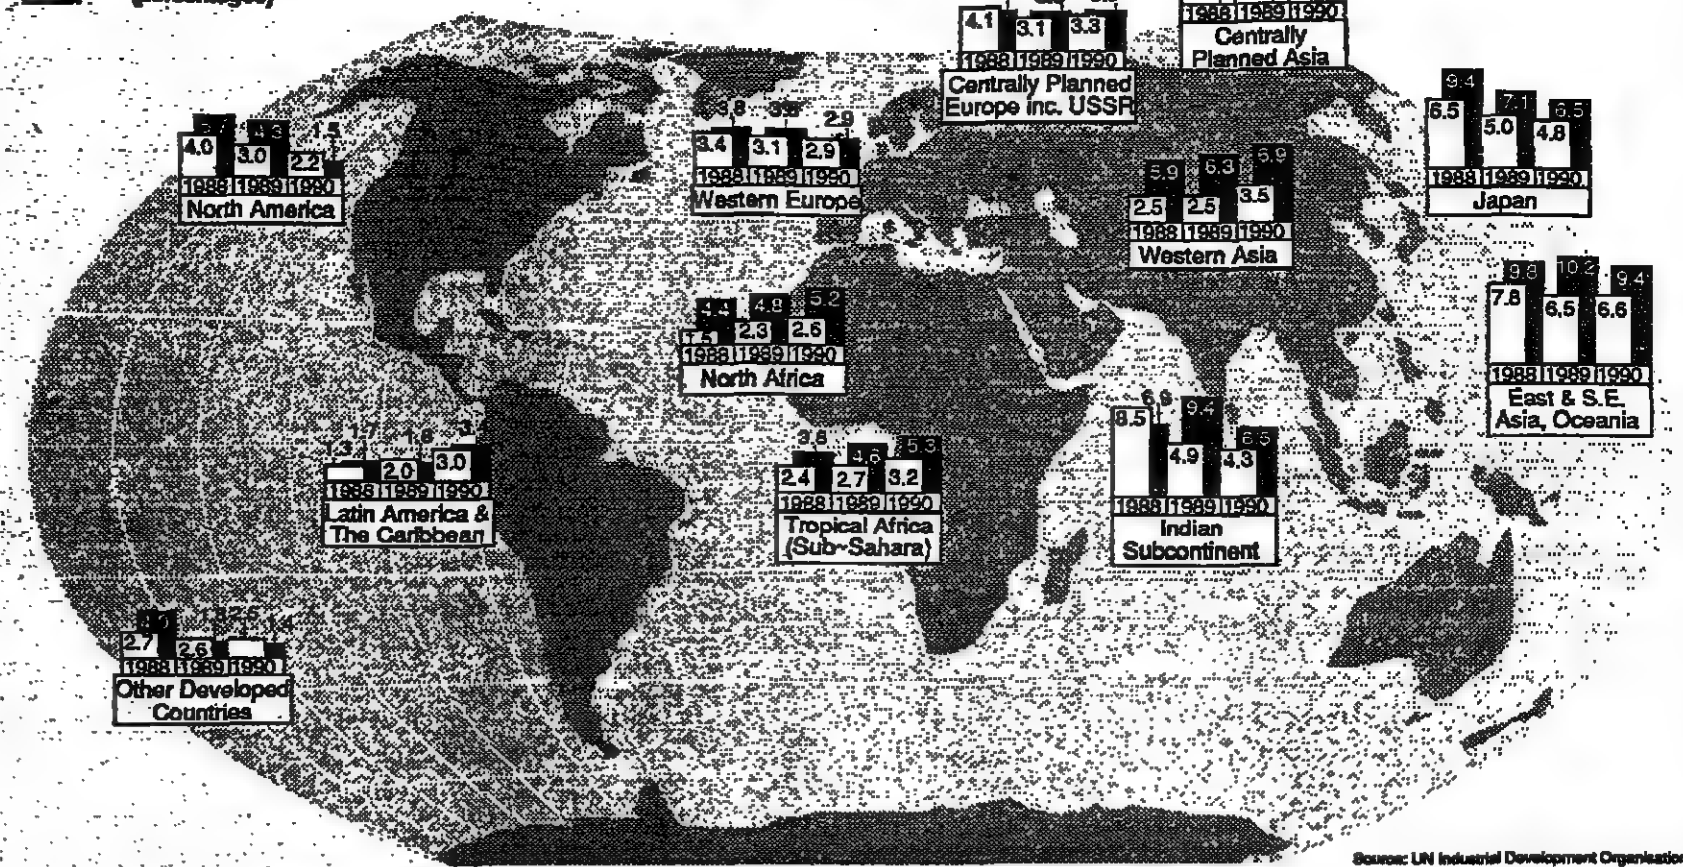 (percentages)
4.1 3.1 3.3
1988 1989 1990
Centrally Planned
Europe inc. USSR
1988 1989 1990
Centrally
Planned Asia
9.4 7.1 6.5
6.5 5.0 4.8
1988 1989 1990
Japan
4.3 1.5
4.0 3.0 2.2
1988 1989 1990
North America
3.8 2.9
3.4 3.1 2.9
1988 1989 1990
Western Europe
5.9 6.3 6.9
2.5 2.5 3.5
1988 1989 1990
Western Asia
4.4 4.8 5.2
1.5 2.3 2.6
1988 1989 1990
North Africa
9.8 10.2 9.4
7.8 6.5 6.6
1988 1989 1990
East & S.E.
Asia, Oceania
1.3 1.7 1.8
2.0 3.0
1988 1989 1990
Latin America &
The Caribbean
3.8 4.6 5.3
2.4 2.7 3.2
1988 1989 1990
Tropical Africa
(Sub-Sahara)
9.4 6.5
8.5 4.9 4.3
1988 1989 1990
Indian
Subcontinent
2.7 2.6
1988 1989 1990
Other Developed
Countries
Source: UN Industrial Development Organisation